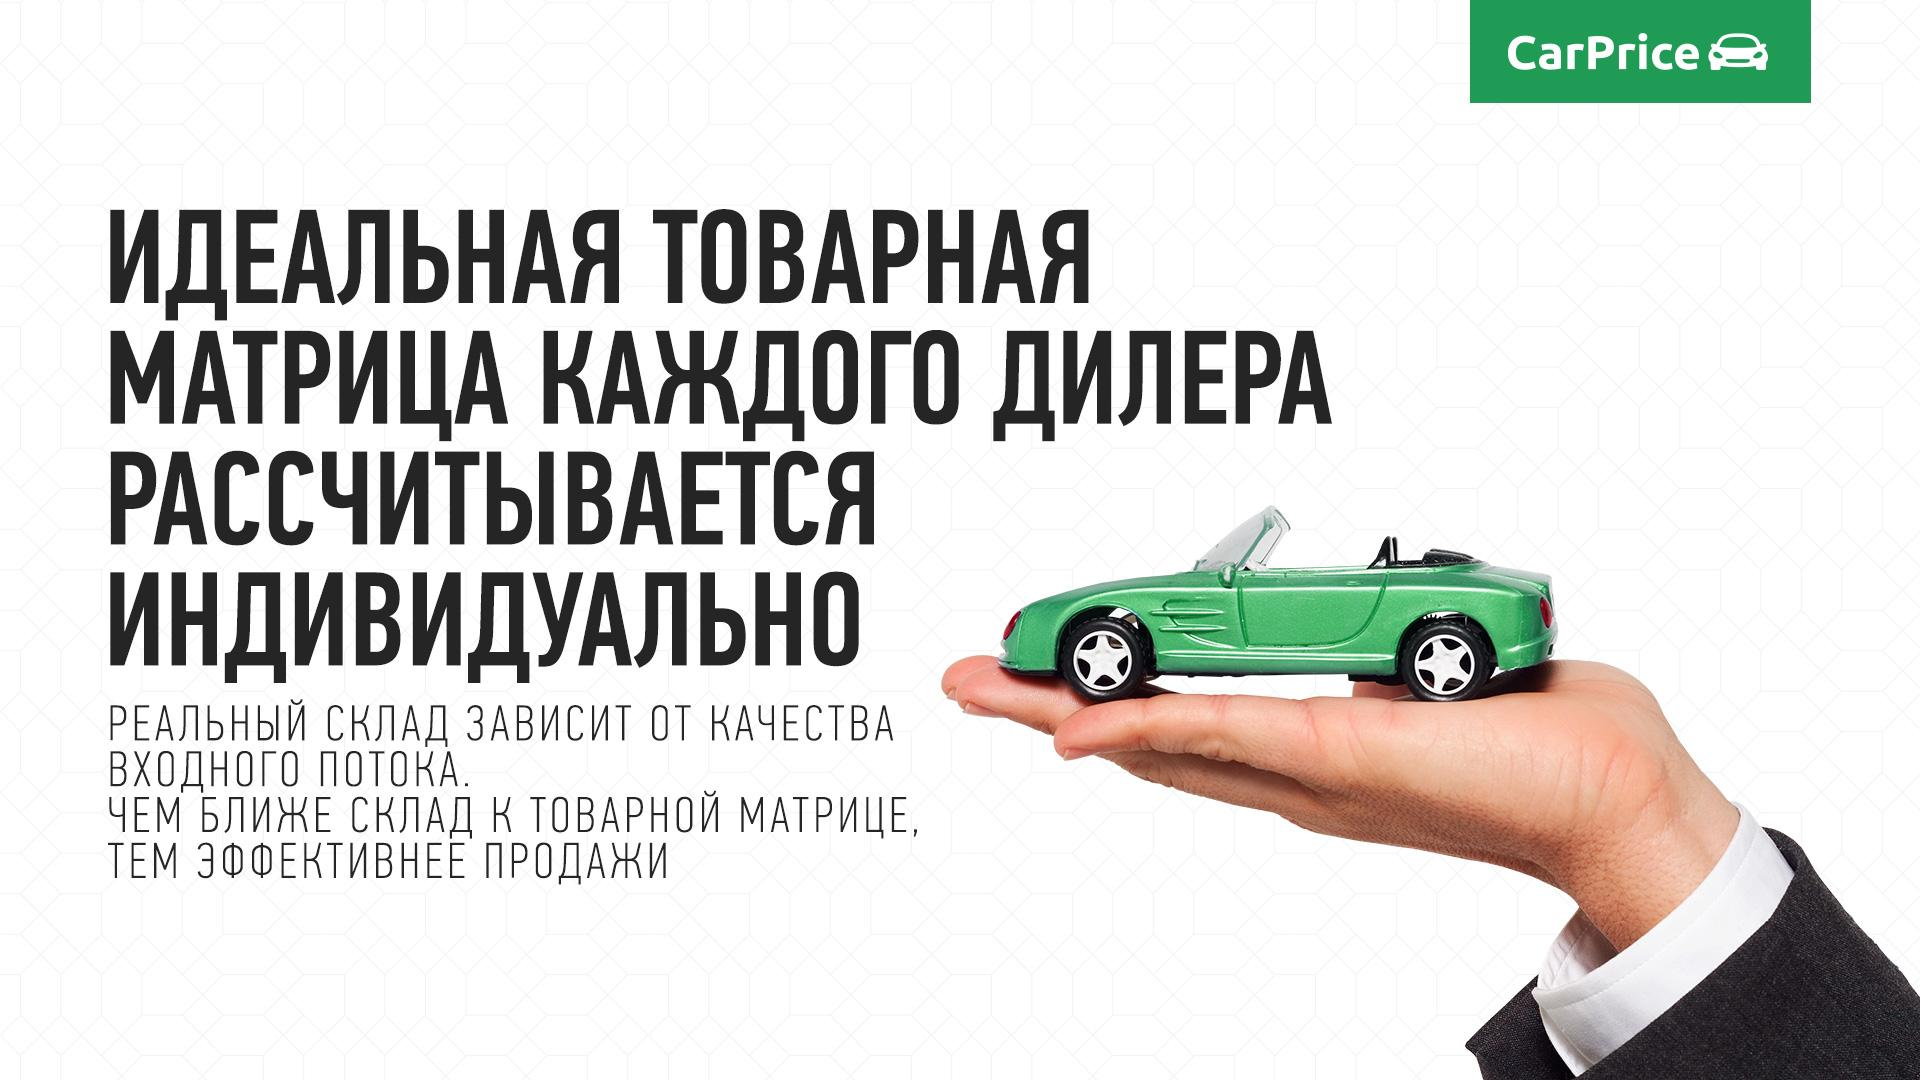 CarPrice
ИДЕАЛЬНАЯ ТОВАРНАЯ
МАТРИЦА КАЖДОГО ДИЛЕРА
РАССЧИТЫВАЕТСЯ
ИНДИВИДУАЛЬНО
РЕАЛЬНЫЙ СКЛАД ЗАВИСИТ ОТ КАЧЕСТВА
ВХОДНОГО ПОТОКА.
ЧЕМ БЛИЖЕ СКЛАД К ТОВАРНОЙ МАТРИЦЕ,
ТЕМ ЭФФЕКТИВНЕЕ ПРОДАЖИ